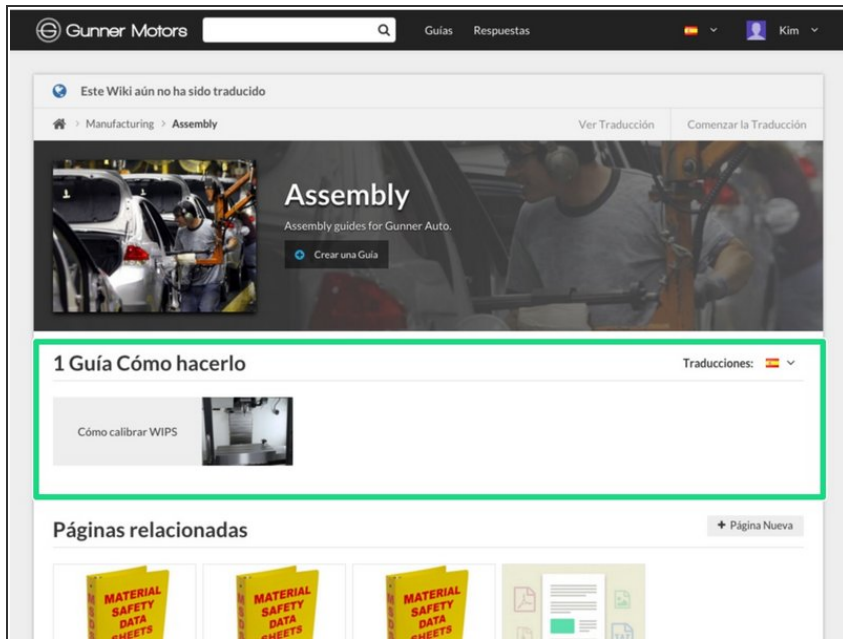 Gunner Motors
Guías
Respuestas
Kim
Este Wiki aún no ha sido traducido
Manufacturing > Assembly
Ver Traducción
Comenzar la Traducción
Assembly
Assembly guides for Gunner Auto.
Crear una Guía
1 Guía Cómo hacerlo
Traducciones:
Cómo calibrar WIPS
Páginas relacionadas
+ Página Nueva
MATERIAL
SAFETY
DATA
SHEETS
MATERIAL
SAFETY
DATA
SHEETS
MATERIAL
SAFETY
DATA
SHEETS